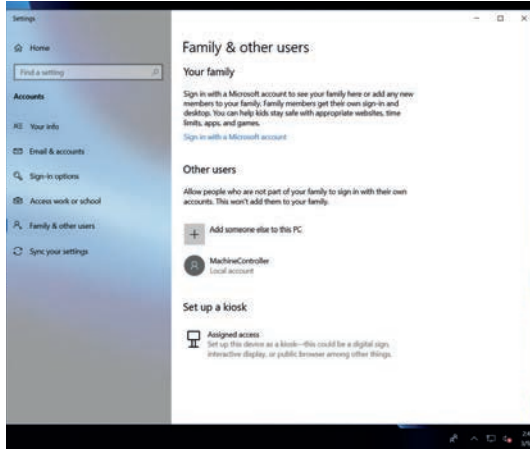 Settings
Home
Find a setting
Accounts
Your info
Email & accounts
Sign-in options
Access work or school
Family & other users
Sync your settings
Family & other users
Your family
Sign in with a Microsoft account to see your family here or add any new
members to your family. Family members get their own sign-in and
desktop. You can help kids stay safe with appropriate websites, time
limits, apps, and games.
Sign in with a Microsoft account
Other users
Allow people who are not part of your family to sign in with their own
accounts. This won't add them to your family.
Add someone else to this PC
MachineController
Local account
Set up a kiosk
Assigned access
Set up this device as a kiosk—this could be a digital sign,
interactive display, or public browser among other things.